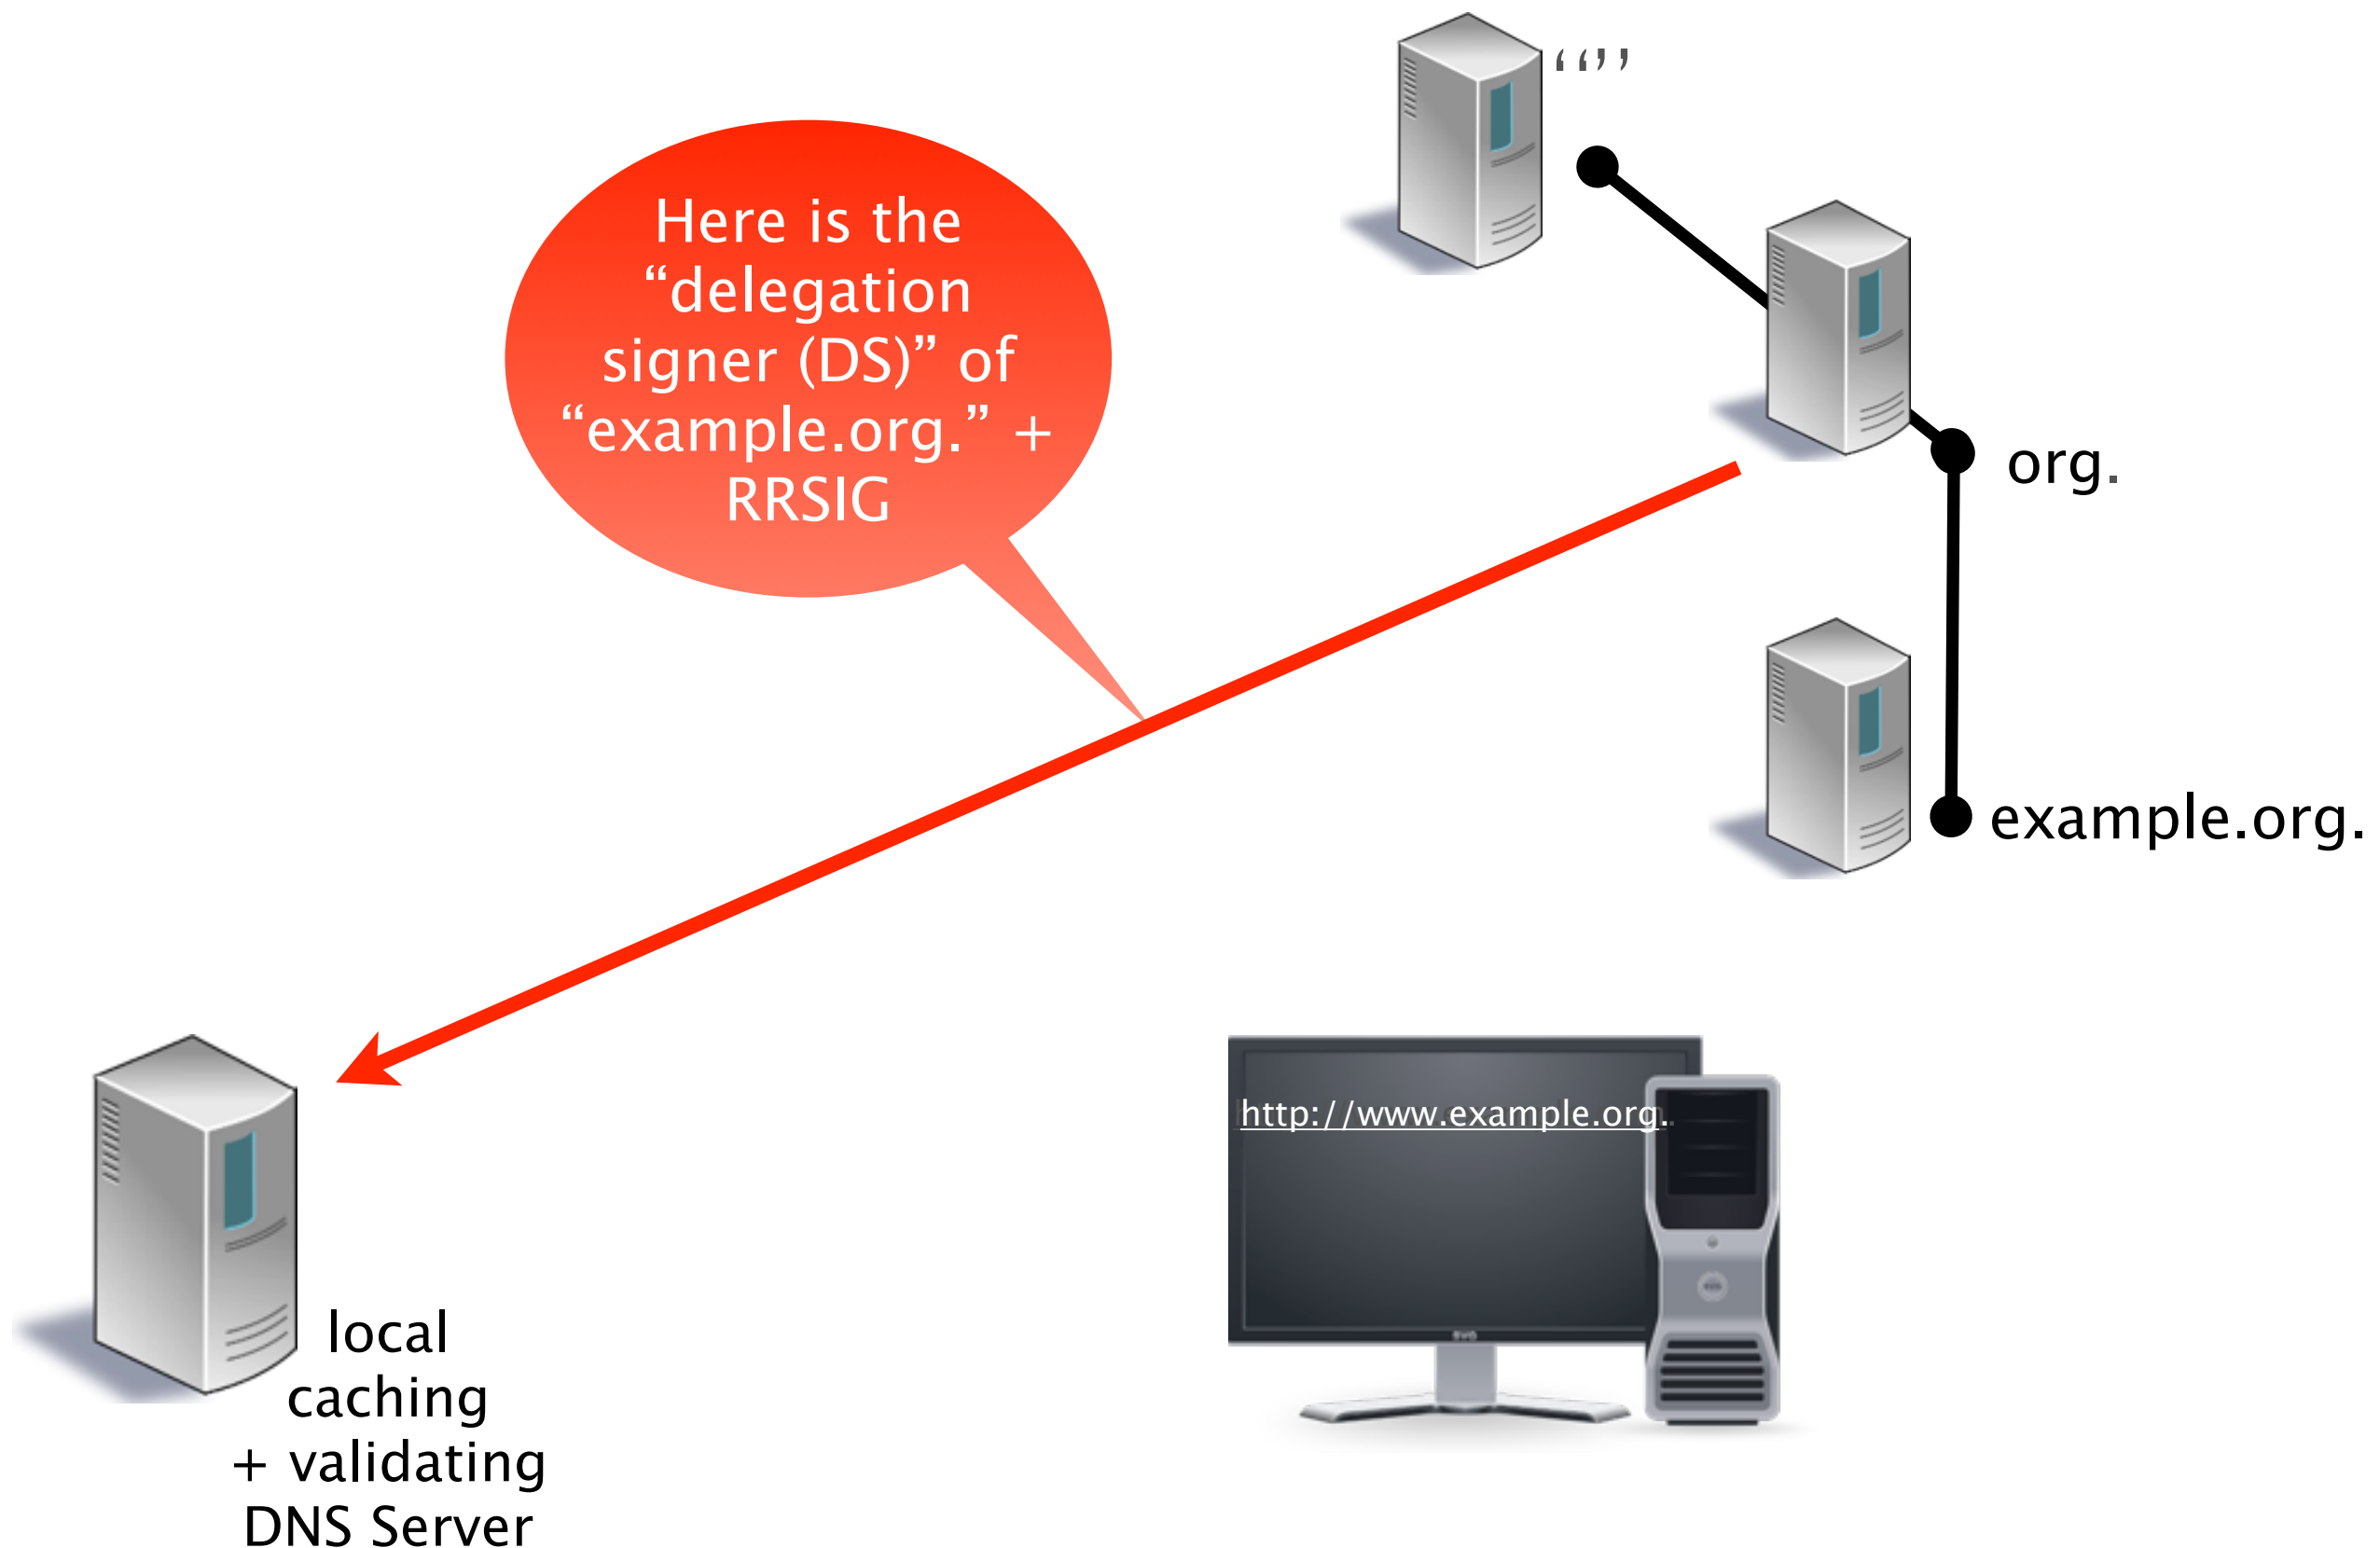 “”
Here is the
“delegation
signer (DS)” of
“example.org.” +
RRSIG
org.
example.org.
http://www.example.org.
local
caching
+ validating
DNS Server